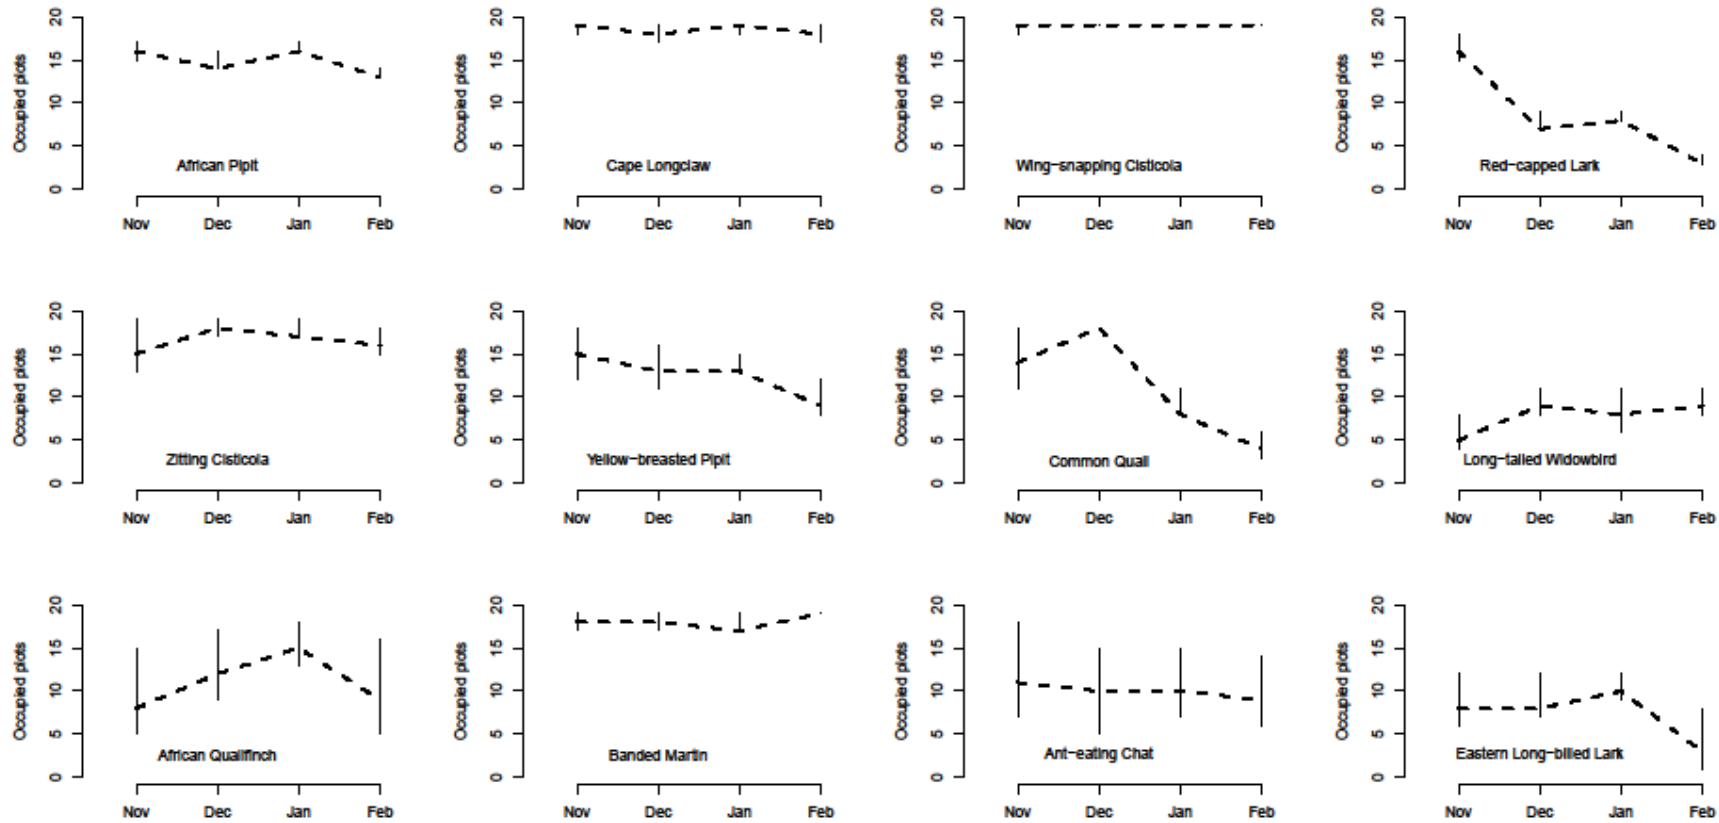 Occupied plots
0 5 10 15 20
African Pipit
Nov Dec Jan Feb
Occupied plots
0 5 10 15 20
Cape Longclaw
Nov Dec Jan Feb
Occupied plots
0 5 10 15 20
Wing-snapping Cisticola
Nov Dec Jan Feb
Occupied plots
0 5 10 15 20
Red-capped Lark
Nov Dec Jan Feb
Occupied plots
0 5 10 15 20
Zitting Cisticola
Nov Dec Jan Feb
Occupied plots
0 5 10 15 20
Yellow-breasted Pipit
Nov Dec Jan Feb
Occupied plots
0 5 10 15 20
Common Quail
Nov Dec Jan Feb
Occupied plots
0 5 10 15 20
Long-tailed Widowbird
Nov Dec Jan Feb
Occupied plots
0 5 10 15 20
African Quailfinch
Nov Dec Jan Feb
Occupied plots
0 5 10 15 20
Banded Martin
Nov Dec Jan Feb
Occupied plots
0 5 10 15 20
Ant-eating Chat
Nov Dec Jan Feb
Occupied plots
0 5 10 15 20
Eastern Long-billed Lark
Nov Dec Jan Feb